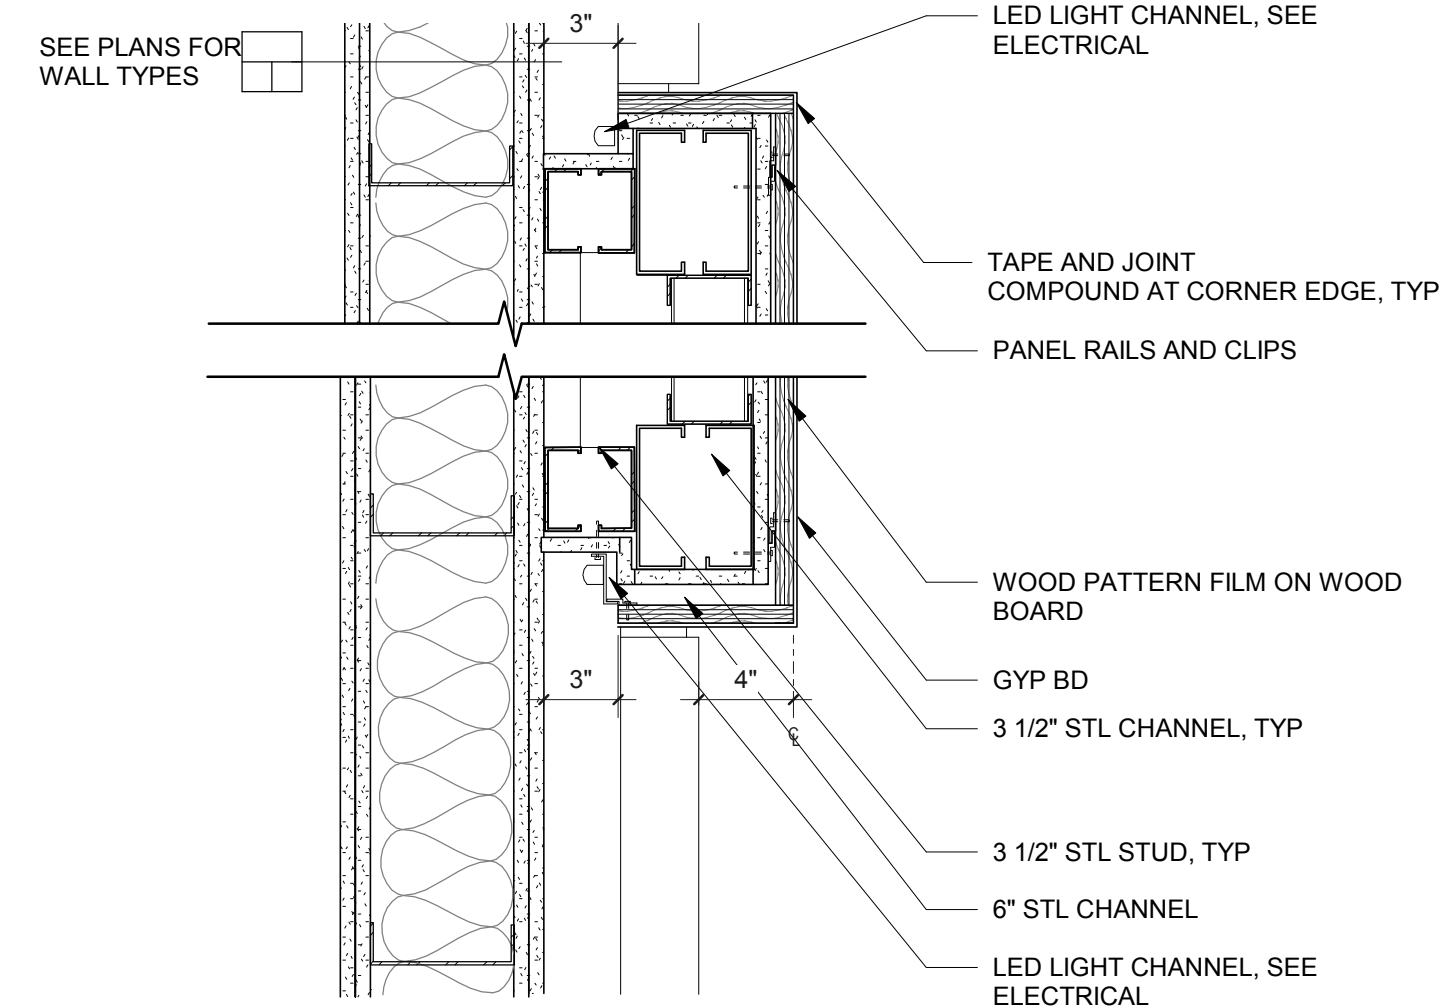 SEE PLANS FOR
WALL TYPES
3"
LED LIGHT CHANNEL, SEE
ELECTRICAL
TAPE AND JOINT
COMPOUND AT CORNER EDGE, TYP
PANEL RAILS AND CLIPS
WOOD PATTERN FILM ON WOOD
BOARD
GYP BD
3"
4"
℄
3 1/2" STL CHANNEL, TYP
3 1/2" STL STUD, TYP
6" STL CHANNEL
LED LIGHT CHANNEL, SEE
ELECTRICAL